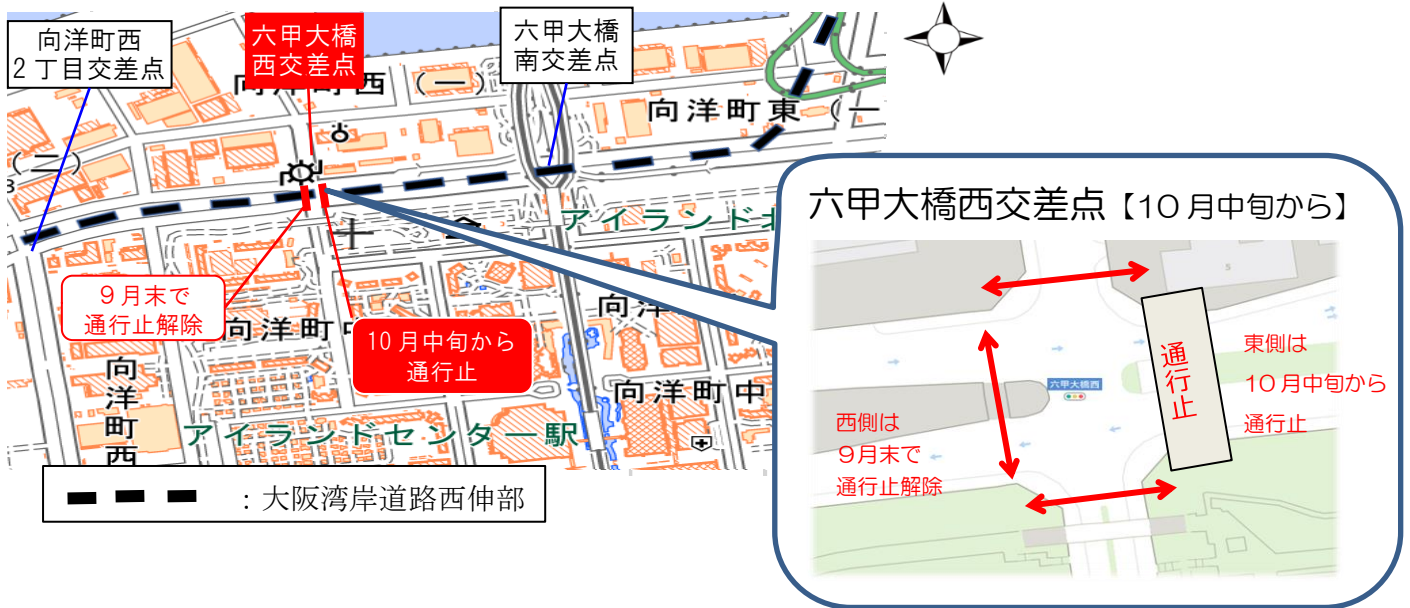 向洋町西
2丁目交差点
六甲大橋
西交差点
六甲大橋
南交差点
向洋町西（一）
向洋町東（一
（二）
アイランドオ
9月末で
通行止解除
向洋町中
10月中旬から
通行止
向洋
向洋町中
向洋町西
アイランドセンター駅
：大阪湾岸道路西伸部
六甲大橋西交差点【10月中旬から】
六甲大橋西
通行止
東側は
10月中旬から
通行止
西側は
9月末で
通行止解除